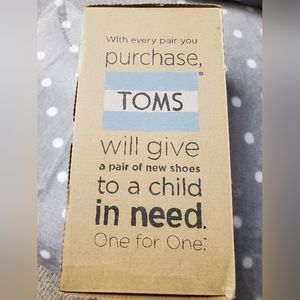 With every pair you
purchase,
TOMS®
will give
a pair of new shoes
to a child
in need.
One for One.™